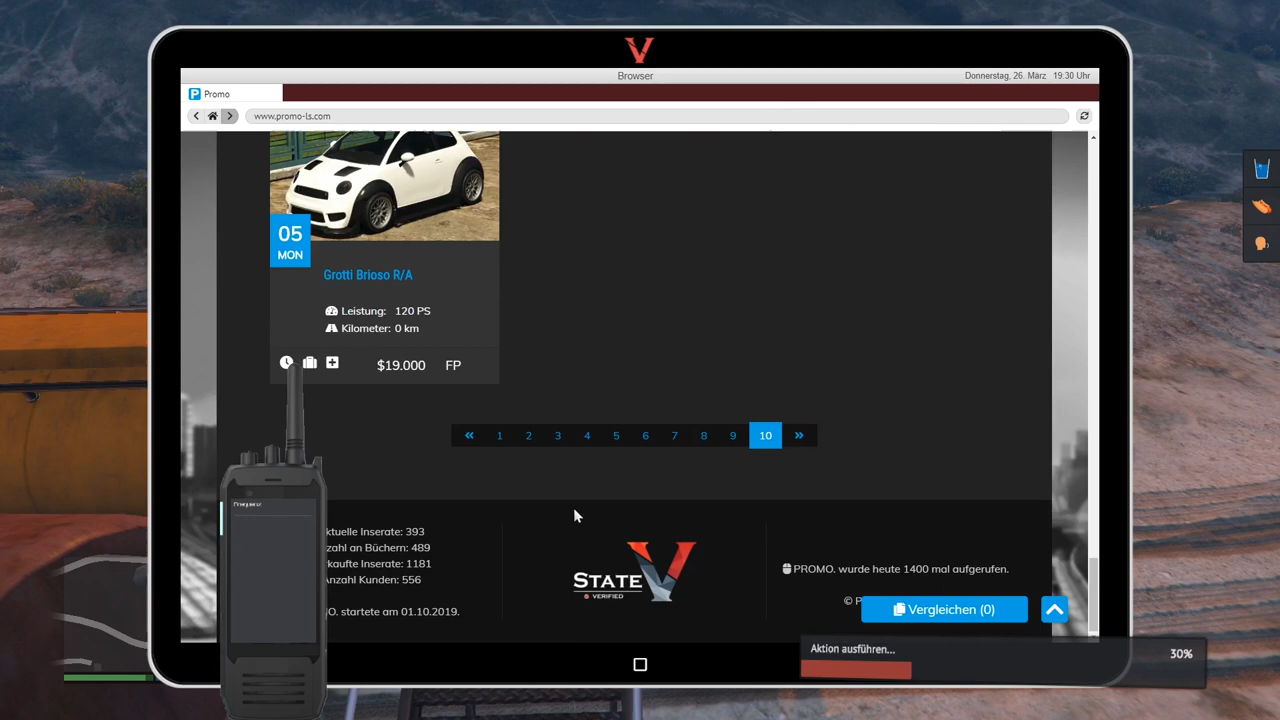 Browser
Donnerstag, 26. März 19:30 Uhr
Promo
www.promo-ls.com
05
MON
Grotti Brioso R/A
Leistung: 120 PS
Kilometer: 0 km
$19.000 FP
« 1 2 3 4 5 6 7 8 9 10 »
ktuelle Inserate: 393
zahl an Büchern: 489
rkaufte Inserate: 1181
Anzahl Kunden: 556
O. startete am 01.10.2019.
STATE V
VERIFIED
PROMO. wurde heute 1400 mal aufgerufen.
© P
Vergleichen (0)
Aktion ausführen...
30%